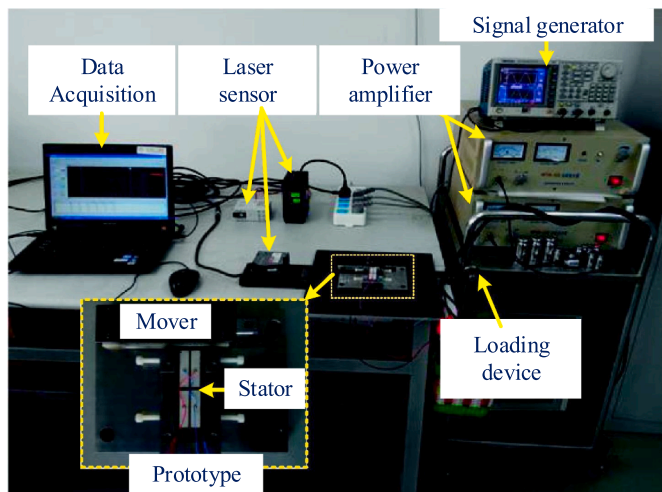 Signal generator
Data
Acquisition
Laser
sensor
Power
amplifier
Mover
Stator
Loading
device
Prototype